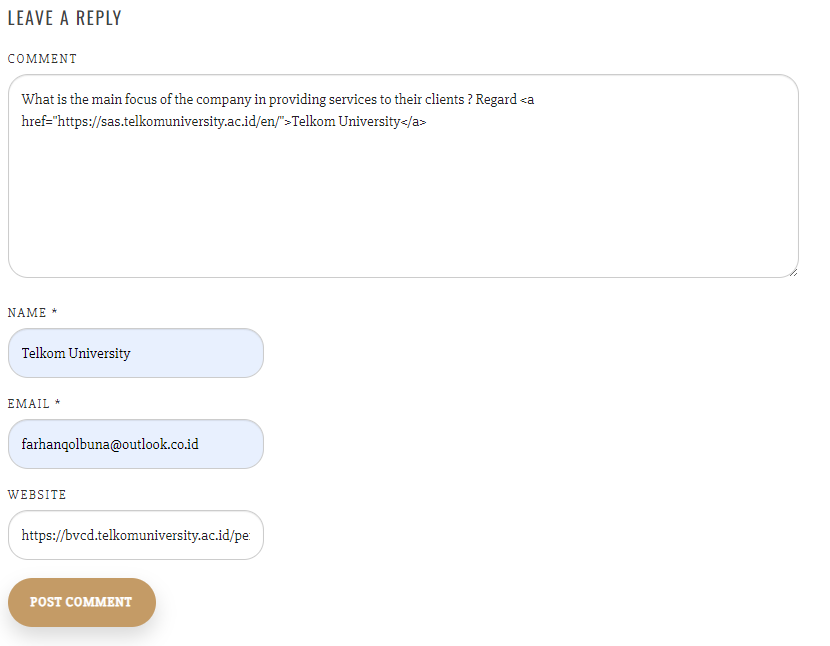 LEAVE A REPLY
COMMENT
What is the main focus of the company in providing services to their clients ? Regard <a
href="https://sas.telkomuniversity.ac.id/en/">Telkom University</a>
NAME *
Telkom University
EMAIL *
farhanqolbuna@outlook.co.id
WEBSITE
https://bvcd.telkomuniversity.ac.id/pe
POST COMMENT